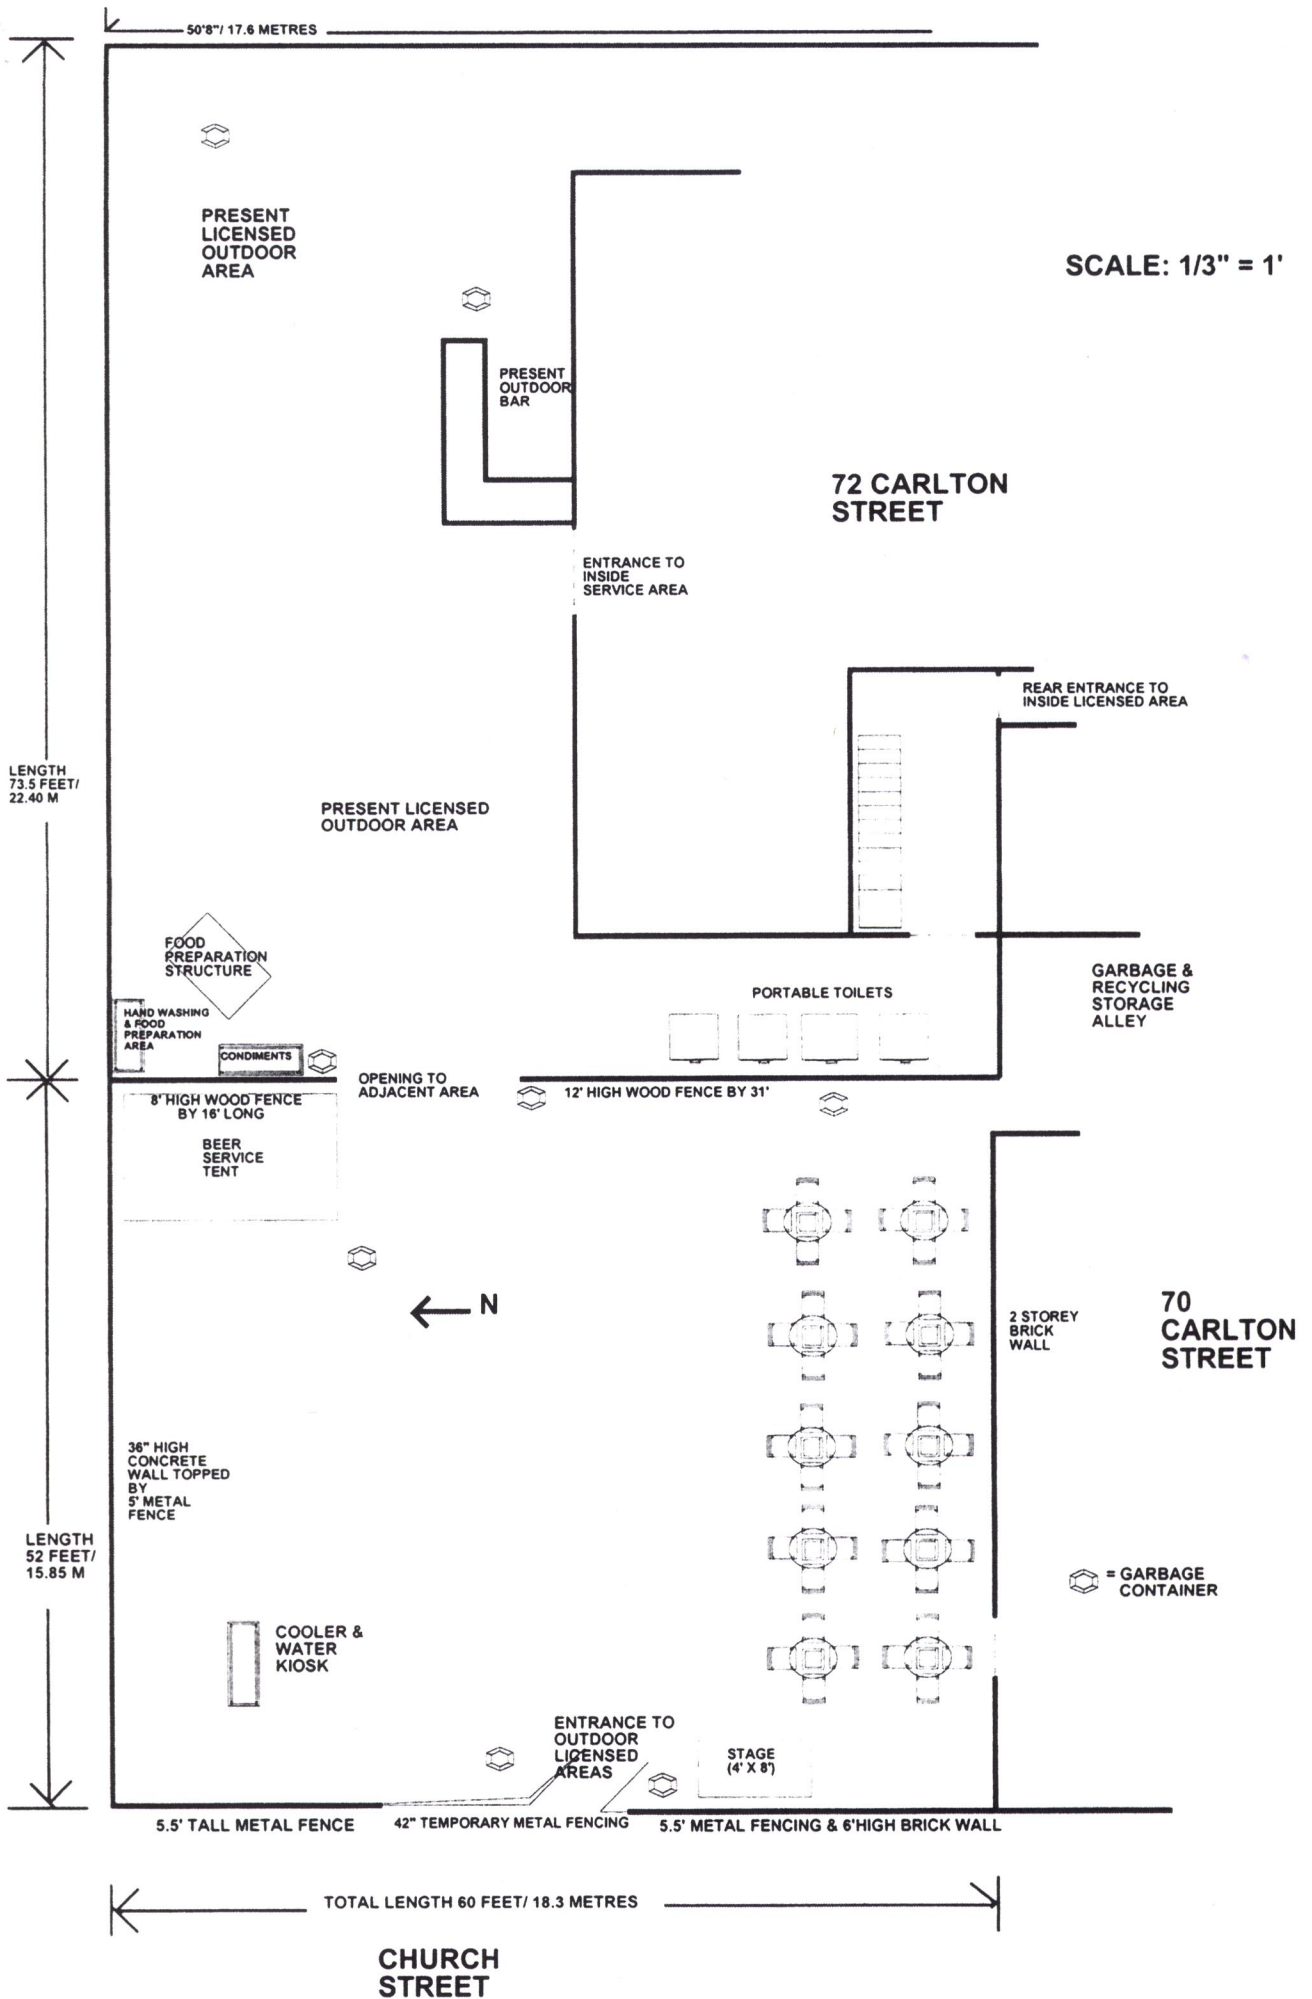 50'8"/ 17.6 METRES
PRESENT
LICENSED
OUTDOOR
AREA
SCALE: 1/3" = 1'
PRESENT
OUTDOOR
BAR
72 CARLTON
STREET
ENTRANCE TO
INSIDE
SERVICE AREA
REAR ENTRANCE TO
INSIDE LICENSED AREA
LENGTH
73.5 FEET/
22.40 M
PRESENT LICENSED
OUTDOOR AREA
FOOD
PREPARATION
STRUCTURE
GARBAGE &
RECYCLING
STORAGE
ALLEY
PORTABLE TOILETS
HAND WASHING
& FOOD
PREPARATION
AREA
CONDIMENTS
OPENING TO
ADJACENT AREA
12' HIGH WOOD FENCE BY 31'
8' HIGH WOOD FENCE
BY 16' LONG
BEER
SERVICE
TENT
N
2 STOREY
BRICK
WALL
70
CARLTON
STREET
36" HIGH
CONCRETE
WALL TOPPED
BY
5' METAL
FENCE
LENGTH
52 FEET/
15.85 M
= GARBAGE
CONTAINER
COOLER &
WATER
KIOSK
ENTRANCE TO
OUTDOOR
LICENSED
AREAS
STAGE
(4' X 8')
5.5' TALL METAL FENCE
42" TEMPORARY METAL FENCING
5.5' METAL FENCING & 6'HIGH BRICK WALL
TOTAL LENGTH 60 FEET/ 18.3 METRES
CHURCH
STREET